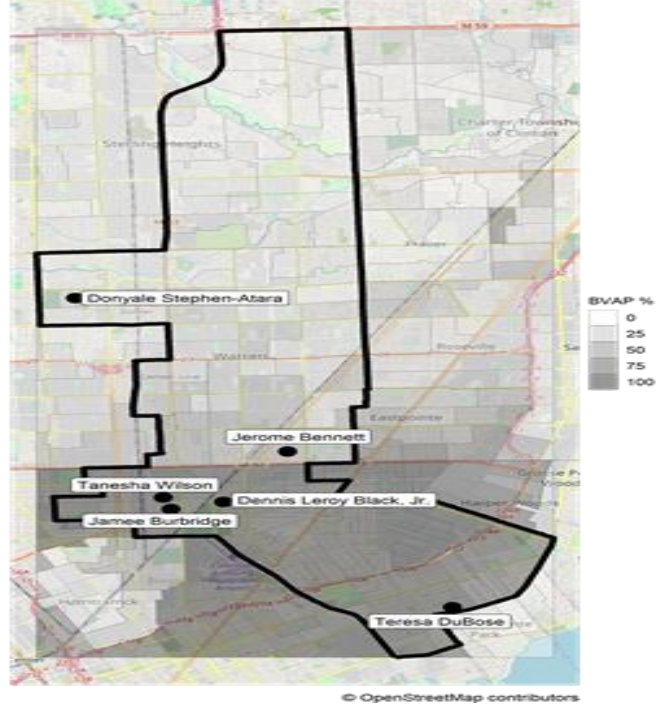 M 59
Charter Township
of Clinton
Sterling Heights
Fraser
Donyale Stephen-Atara
BVAP %
0
25
50
75
100
Warren
Roseville
Eastpointe
Jerome Bennett
Tanesha Wilson
Dennis Leroy Black, Jr.
Harper Woods
Jamee Burbridge
Hamtramck
Teresa DuBose
Park
© OpenStreetMap contributors